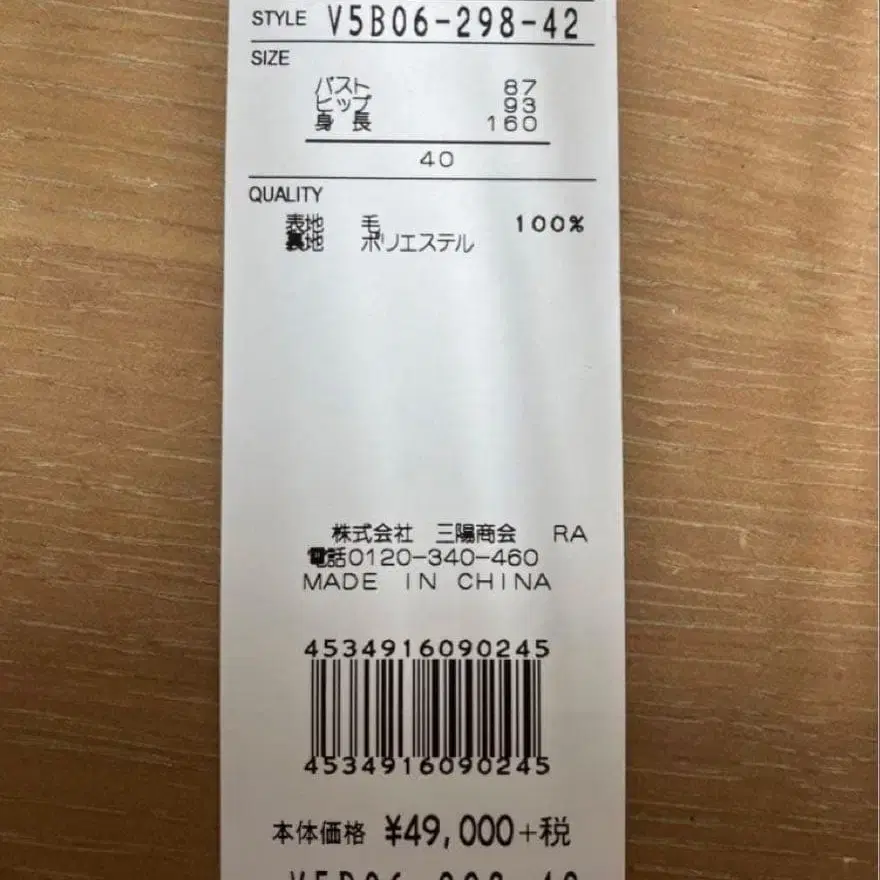 STYLE V5B06-298-42
SIZE
バスト 87
ヒップ 93
身長 160
40
QUALITY
表地 毛 100%
裏地 ポリエステル
株式会社 三陽商会 RA
電話0120-340-460
MADE IN CHINA
4534916090245
4534916090245
本体価格 ¥49,000+税
V5B06-298-42